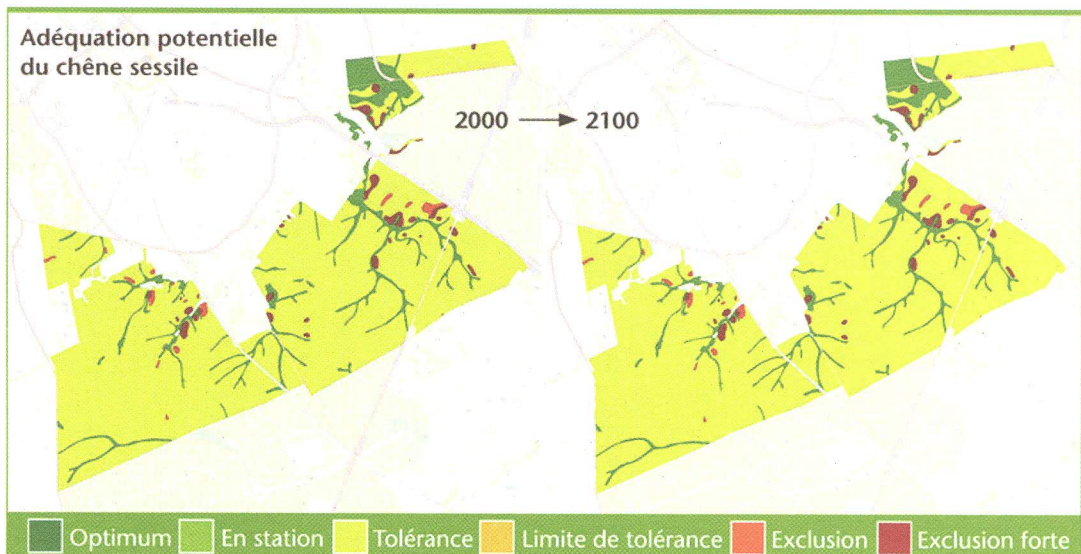 Adéquation potentielle
du chêne sessile
2000 → 2100
Optimum En station Tolérance Limite de tolérance Exclusion Exclusion forte